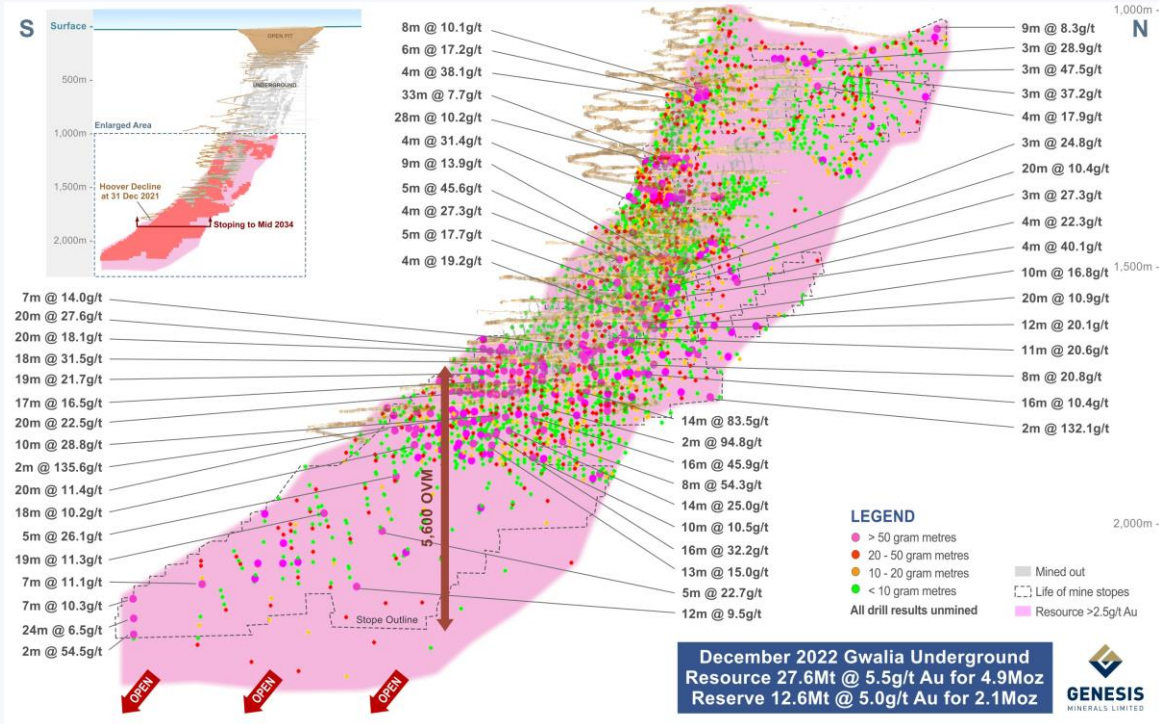 S
Surface
OPEN PIT
500m
UNDERGROUND
Enlarged Area
1,000m
1,500m
Hoover Decline
at 31 Dec 2021
Stoping to Mid 2034
2,000m
8m @ 10.1g/t
6m @ 17.2g/t
4m @ 38.1g/t
33m @ 7.7g/t
28m @ 10.2g/t
4m @ 31.4g/t
9m @ 13.9g/t
5m @ 45.6g/t
4m @ 27.3g/t
5m @ 17.7g/t
4m @ 19.2g/t
1,000m
N
9m @ 8.3g/t
3m @ 28.9g/t
3m @ 47.5g/t
3m @ 37.2g/t
4m @ 17.9g/t
3m @ 24.8g/t
20m @ 10.4g/t
3m @ 27.3g/t
4m @ 22.3g/t
4m @ 40.1g/t
1,500m
10m @ 16.8g/t
20m @ 10.9g/t
12m @ 20.1g/t
11m @ 20.6g/t
8m @ 20.8g/t
16m @ 10.4g/t
2m @ 132.1g/t
7m @ 14.0g/t
20m @ 27.6g/t
20m @ 18.1g/t
18m @ 31.5g/t
19m @ 21.7g/t
17m @ 16.5g/t
20m @ 22.5g/t
10m @ 28.8g/t
2m @ 135.6g/t
20m @ 11.4g/t
18m @ 10.2g/t
5m @ 26.1g/t
19m @ 11.3g/t
7m @ 11.1g/t
7m @ 10.3g/t
24m @ 6.5g/t
2m @ 54.5g/t
5,600 OVM
14m @ 83.5g/t
2m @ 94.8g/t
16m @ 45.9g/t
8m @ 54.3g/t
14m @ 25.0g/t
10m @ 10.5g/t
16m @ 32.2g/t
13m @ 15.0g/t
5m @ 22.7g/t
12m @ 9.5g/t
Stope Outline
OPEN
OPEN
OPEN
2,000m
LEGEND
> 50 gram metres
20 - 50 gram metres
10 - 20 gram metres
< 10 gram metres
All drill results unmined
Mined out
Life of mine stopes
Resource >2.5g/t Au
December 2022 Gwalia Underground
Resource 27.6Mt @ 5.5g/t Au for 4.9Moz
Reserve 12.6Mt @ 5.0g/t Au for 2.1Moz
GENESIS
MINERALS LIMITED